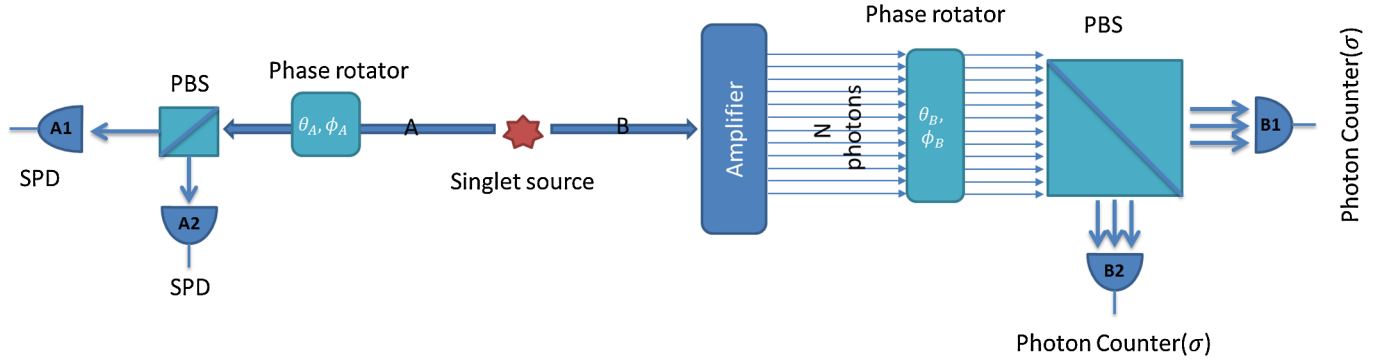 Phase rotator
PBS
Phase rotator
PBS
A1
θ_A, ϕ_A
A
B
Amplifier
N
photons
θ_B,
ϕ_B
B1
Photon Counter(σ)
SPD
Singlet source
A2
B2
SPD
Photon Counter(σ)